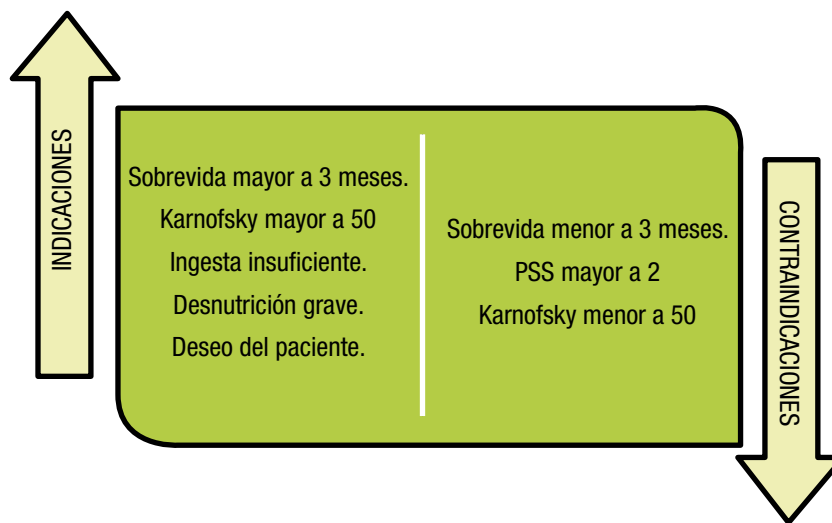 INDICACIONES
Sobrevida mayor a 3 meses.
Karnofsky mayor a 50
Ingesta insuficiente.
Desnutrición grave.
Deseo del paciente.
Sobrevida menor a 3 meses.
PSS mayor a 2
Karnofsky menor a 50
CONTRAINDICACIONES